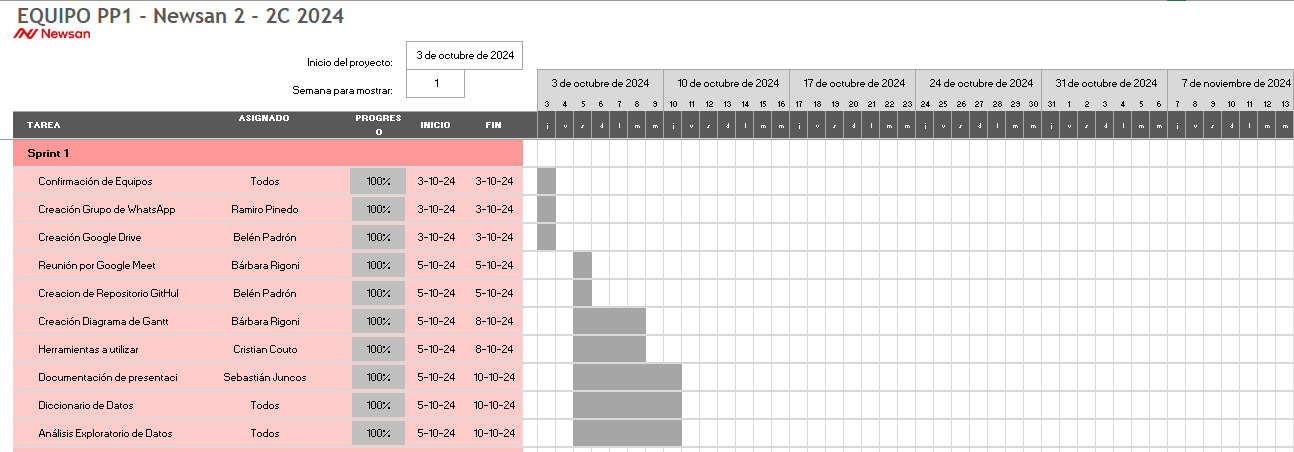 EQUIPO PP1 - Newsan 2 - 2C 2024
Newsan
Inicio del proyecto: 3 de octubre de 2024
Semana para mostrar: 1
3 de octubre de 2024 10 de octubre de 2024 17 de octubre de 2024 24 de octubre de 2024 31 de octubre de 2024 7 de noviembre de 2024
3 4 5 6 7 8 9 10 11 12 13 14 15 16 17 18 19 20 21 22 23 24 25 26 27 28 29 30 31 1 2 3 4 5 6 7 8 9 10 11 12 13
TAREA ASIGNADO PROGRESO INICIO FIN j v s d l m m j v s d l m m j v s d l m m j v s d l m m j v s d l m m j v s d l m m
Sprint 1
Confirmación de Equipos Todos 100% 3-10-24 3-10-24
Creación Grupo de WhatsApp Ramiro Pinedo 100% 3-10-24 3-10-24
Creación Google Drive Belén Padrón 100% 3-10-24 3-10-24
Reunión por Google Meet Bárbara Rigoni 100% 5-10-24 5-10-24
Creacion de Repositorio GitHul Belén Padrón 100% 5-10-24 5-10-24
Creación Diagrama de Gantt Bárbara Rigoni 100% 5-10-24 8-10-24
Herramientas a utilizar Cristian Couto 100% 5-10-24 8-10-24
Documentación de presentaci Sebastián Juncos 100% 5-10-24 10-10-24
Diccionario de Datos Todos 100% 5-10-24 10-10-24
Análisis Exploratorio de Datos Todos 100% 5-10-24 10-10-24